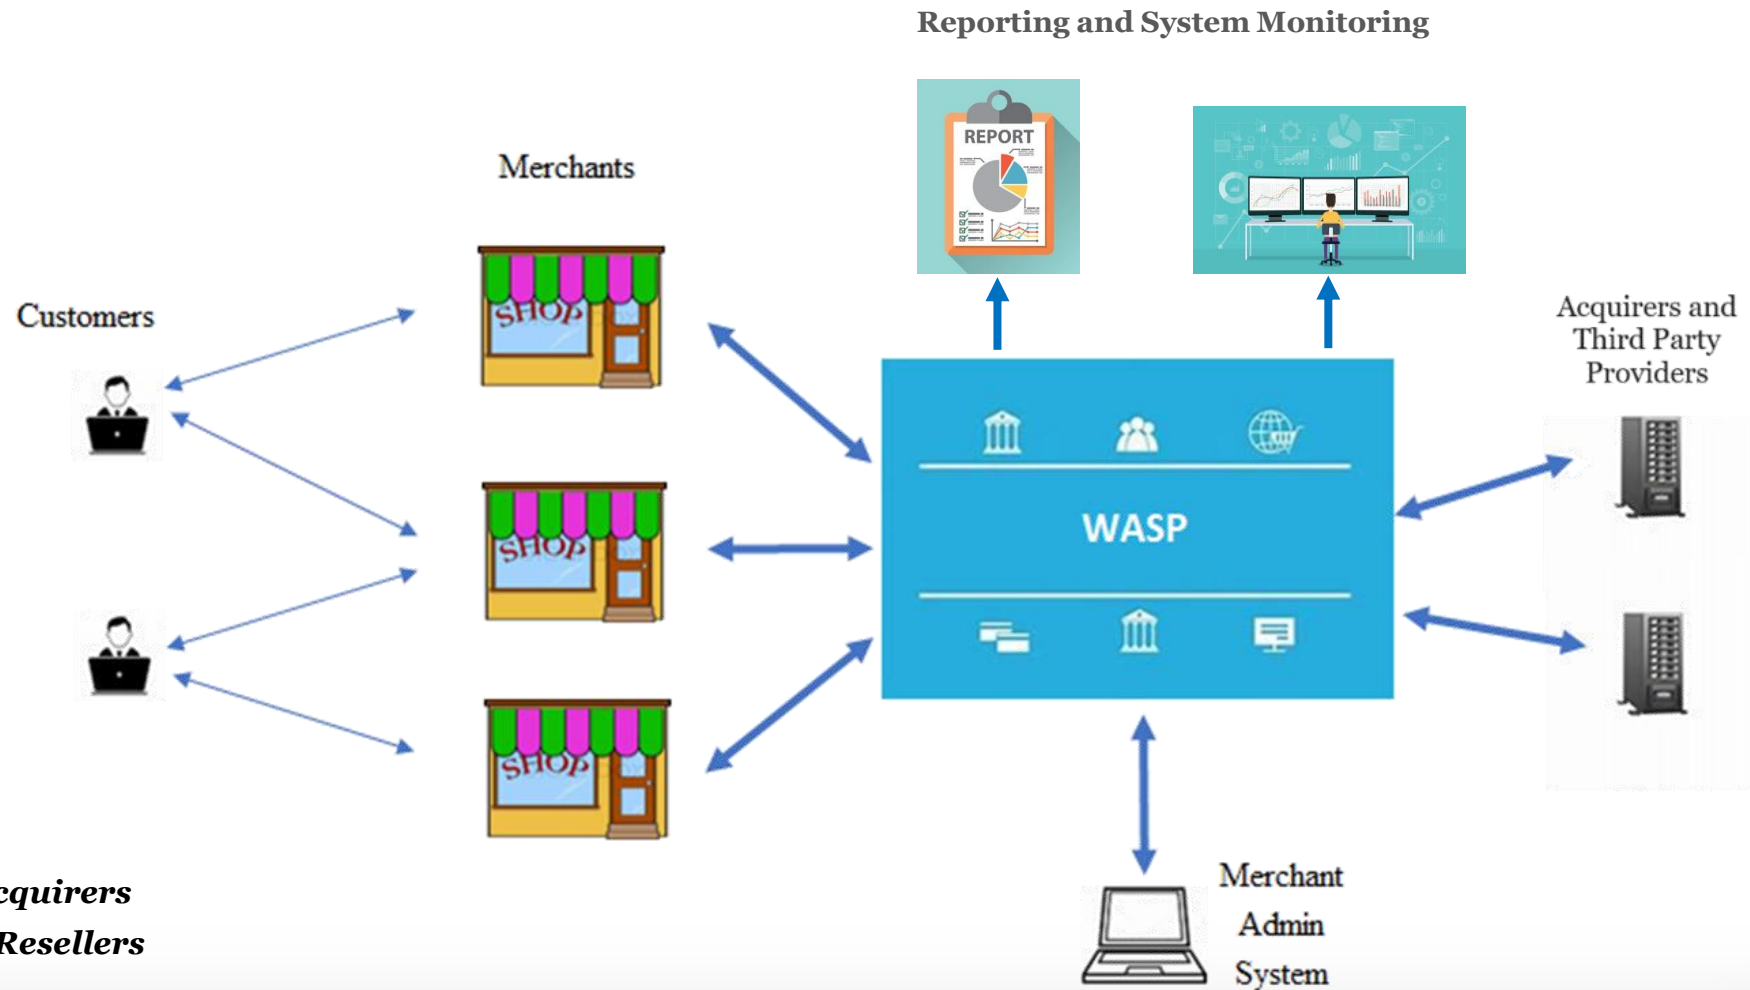 Reporting and System Monitoring
REPORT
Merchants
Customers
SHOP
Acquirers and
Third Party
Providers
SHOP
WASP
SHOP
Merchant
Admin
System
cquirers
Resellers